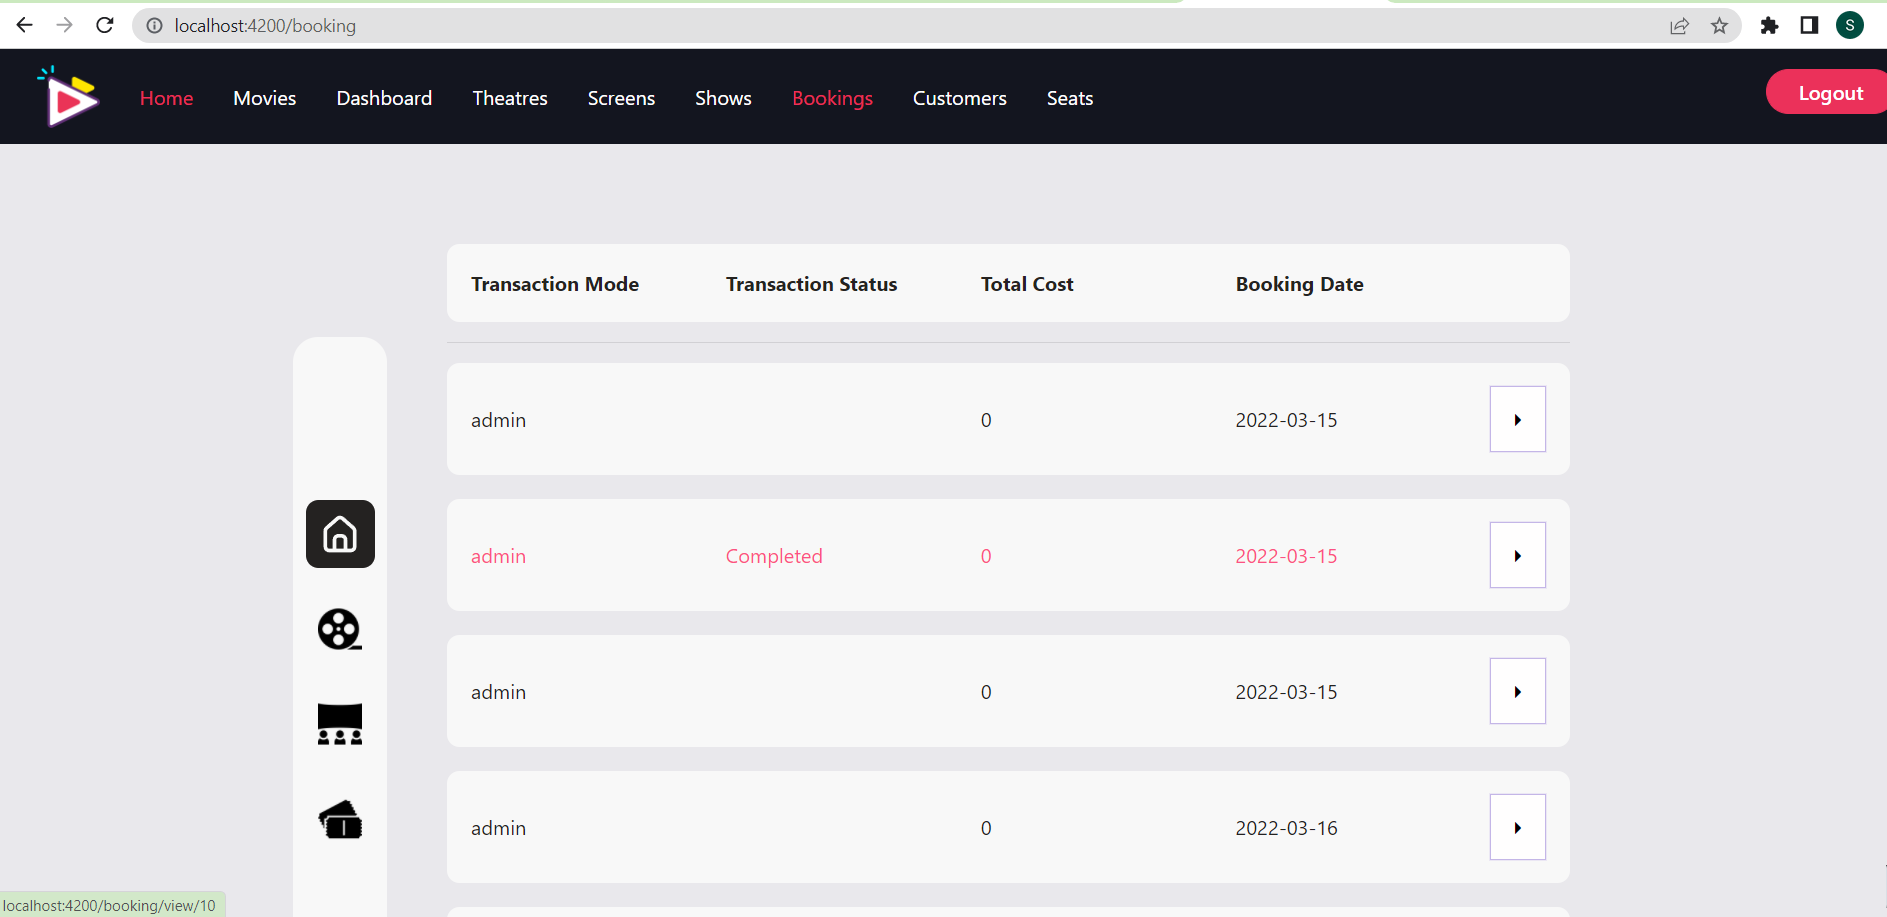 localhost:4200/booking
S
Home Movies Dashboard Theatres Screens Shows Bookings Customers Seats Logout
Transaction Mode Transaction Status Total Cost Booking Date
admin 0 2022-03-15
admin Completed 0 2022-03-15
admin 0 2022-03-15
admin 0 2022-03-16
localhost:4200/booking/view/10